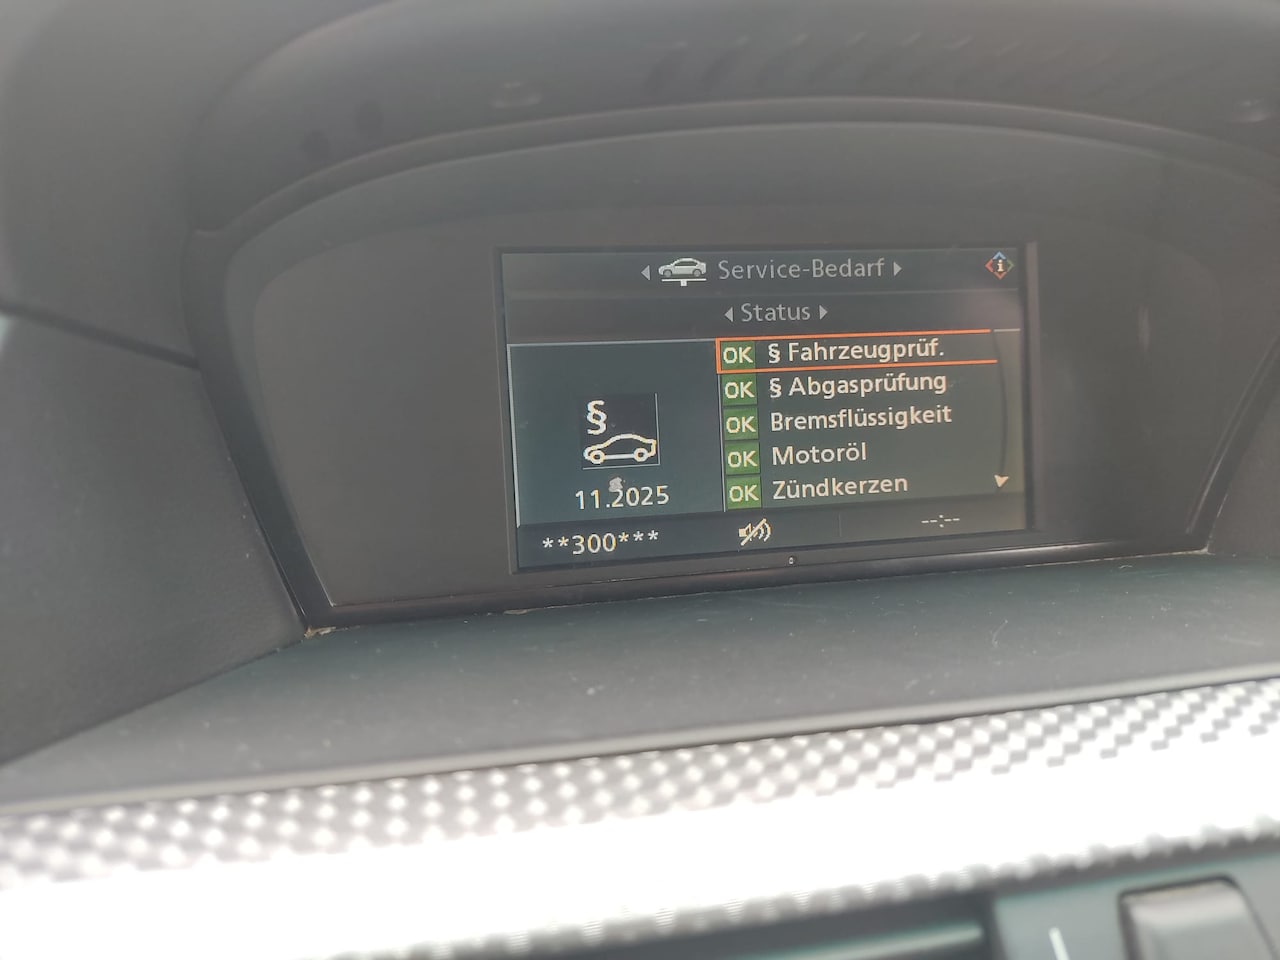 Service-Bedarf
Status
OK § Fahrzeugprüf.
OK § Abgasprüfung
OK Bremsflüssigkeit
OK Motoröl
OK Zündkerzen
§
11.2025
**300***
--:--